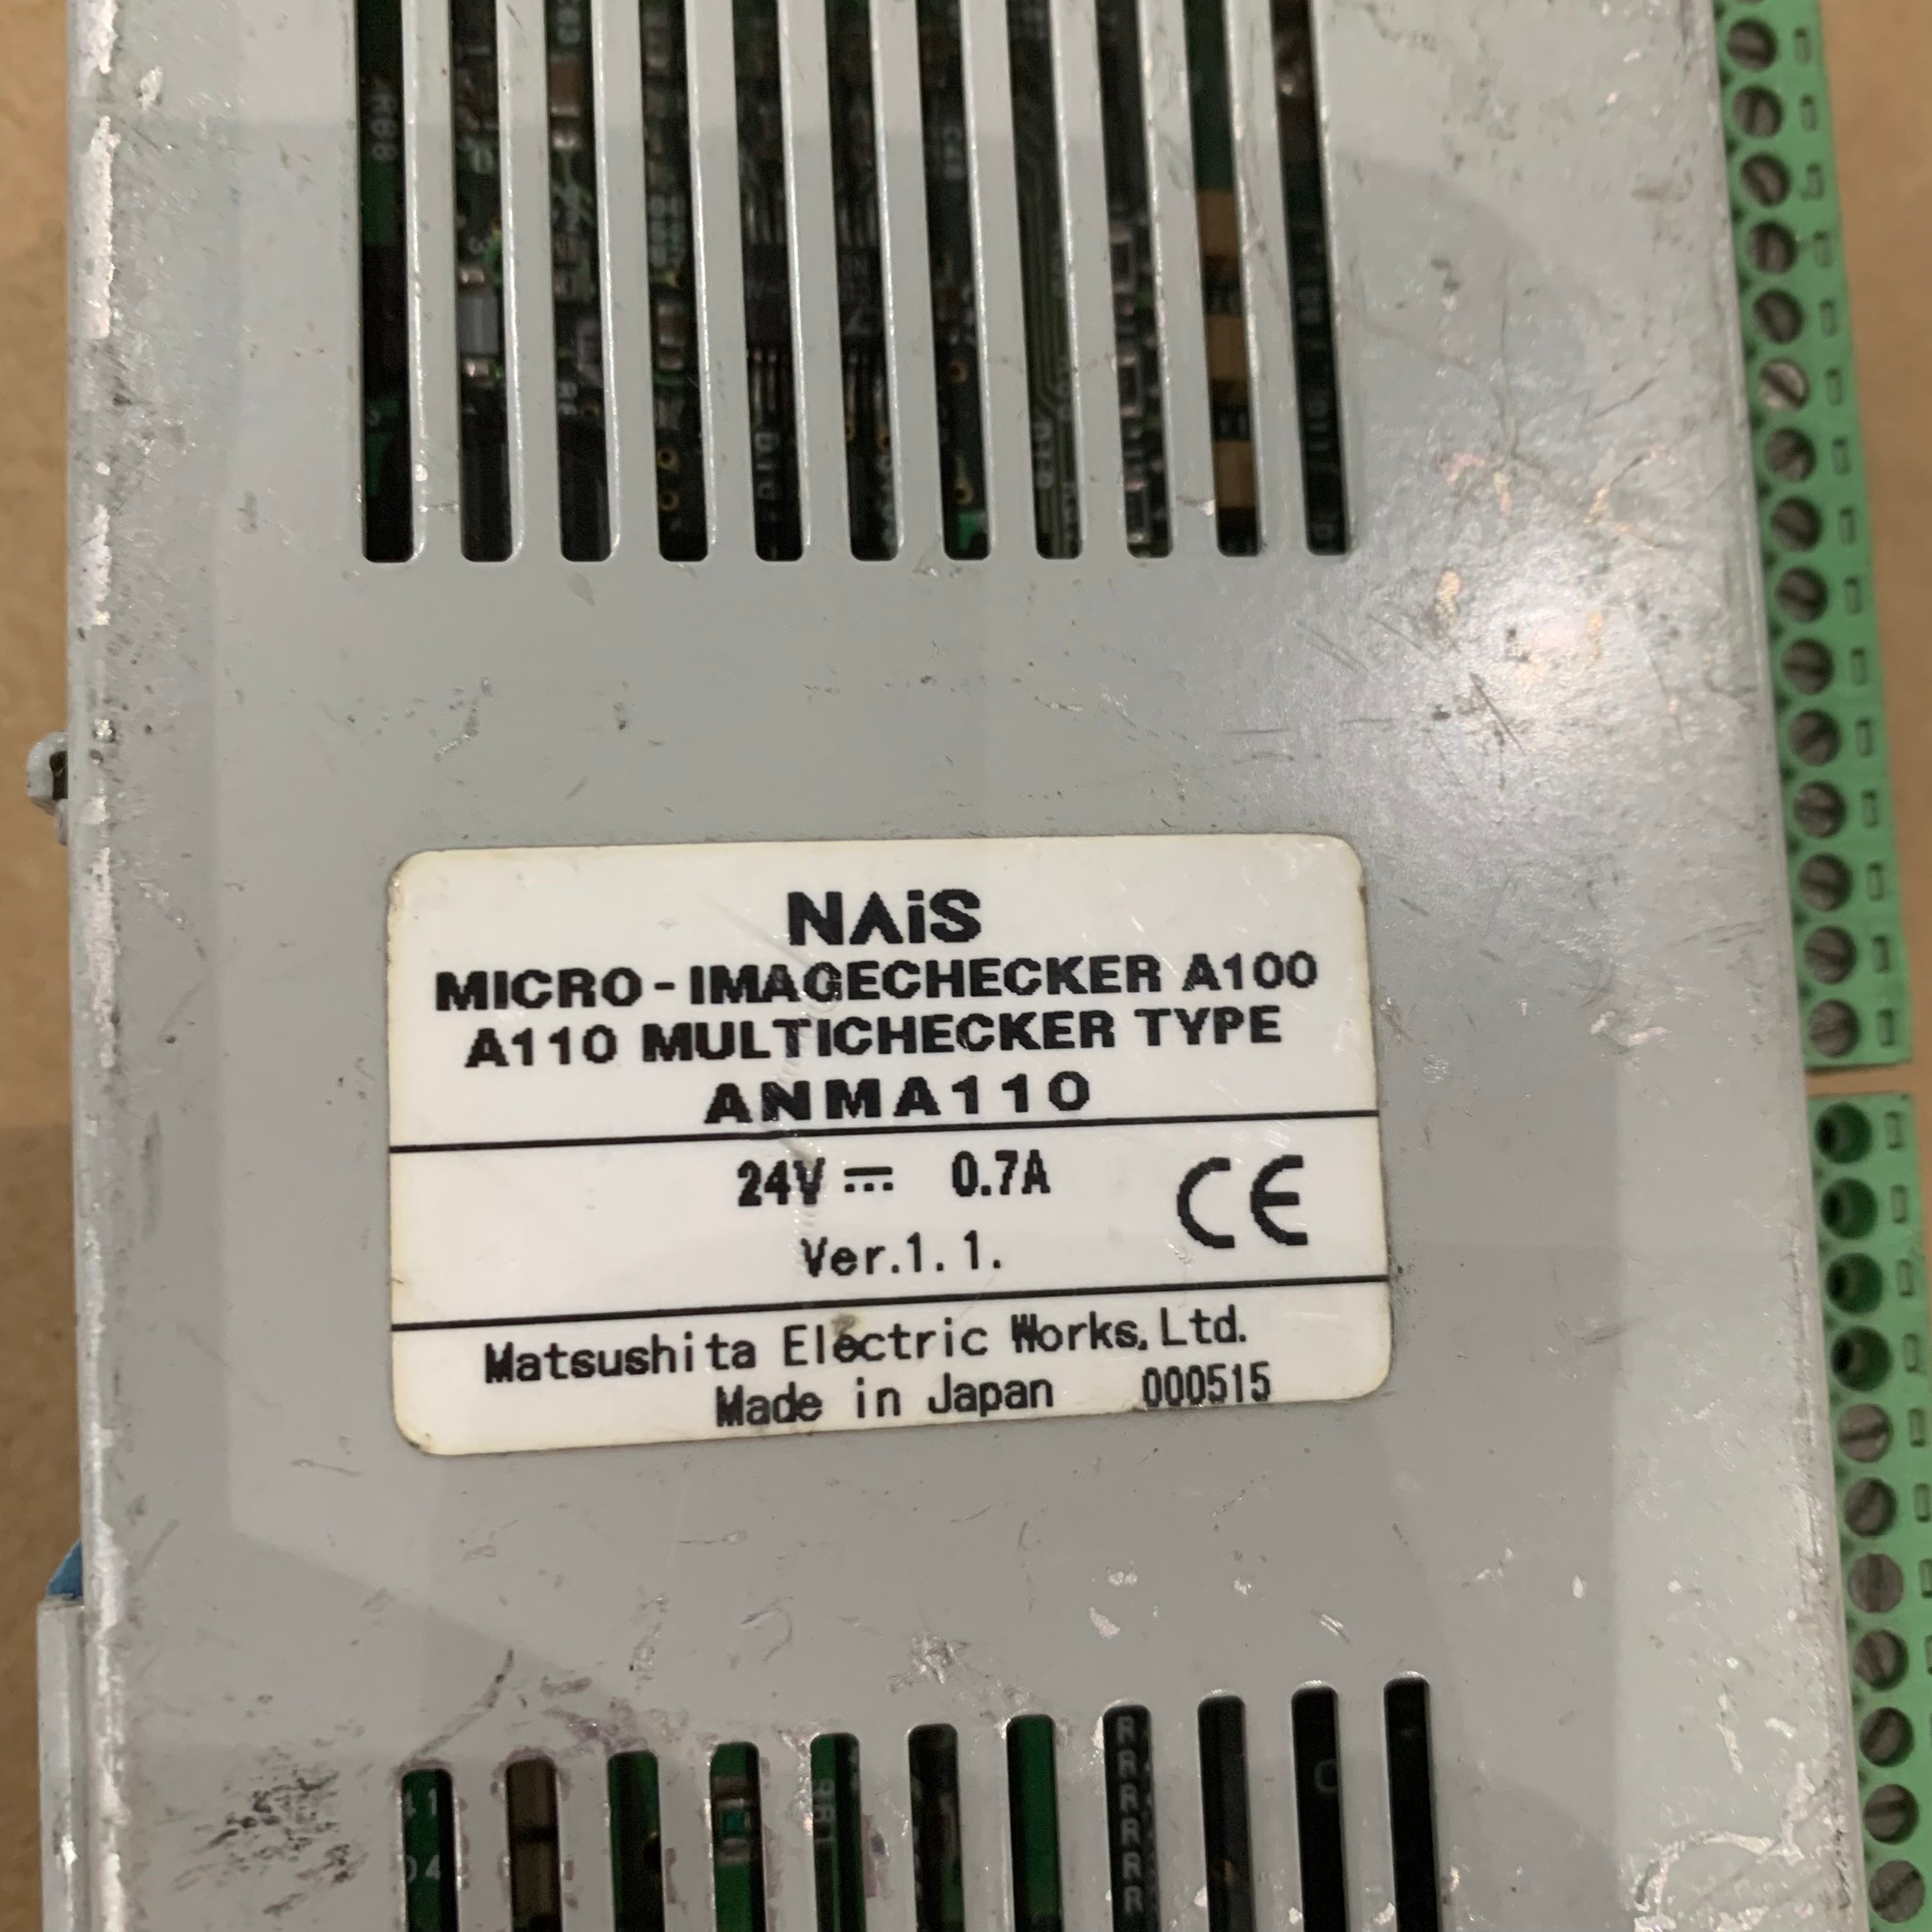 NAiS
MICRO-IMAGECHECKER A100
A110 MULTICHECKER TYPE
ANMA110
24V⎓ 0.7A
CE
Ver.1.1.
Matsushita Electric Works, Ltd.
Made in Japan 000515